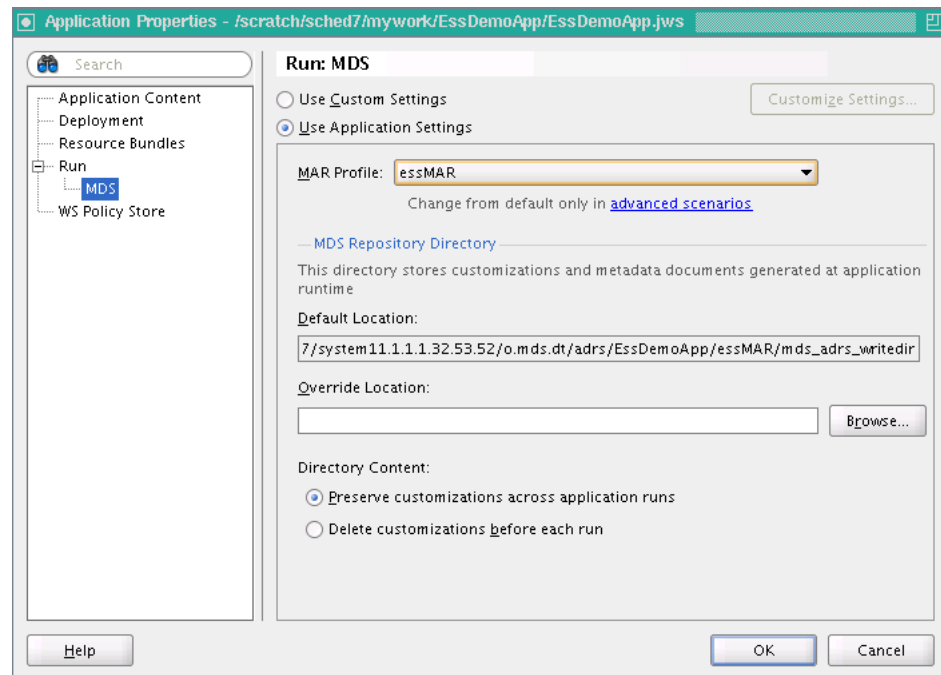 Application Properties - /scratch/sched7/mywork/EssDemoApp/EssDemoApp.jws
Search
Application Content
Deployment
Resource Bundles
Run
MDS
WS Policy Store
Run: MDS
Use Custom Settings
Customize Settings...
Use Application Settings
MAR Profile: essMAR
Change from default only in advanced scenarios
MDS Repository Directory
This directory stores customizations and metadata documents generated at application
runtime
Default Location:
7/system11.1.1.1.32.53.52/o.mds.dt/adrs/EssDemoApp/essMAR/mds_adrs_writedir
Override Location:
Browse...
Directory Content:
Preserve customizations across application runs
Delete customizations before each run
Help
OK
Cancel